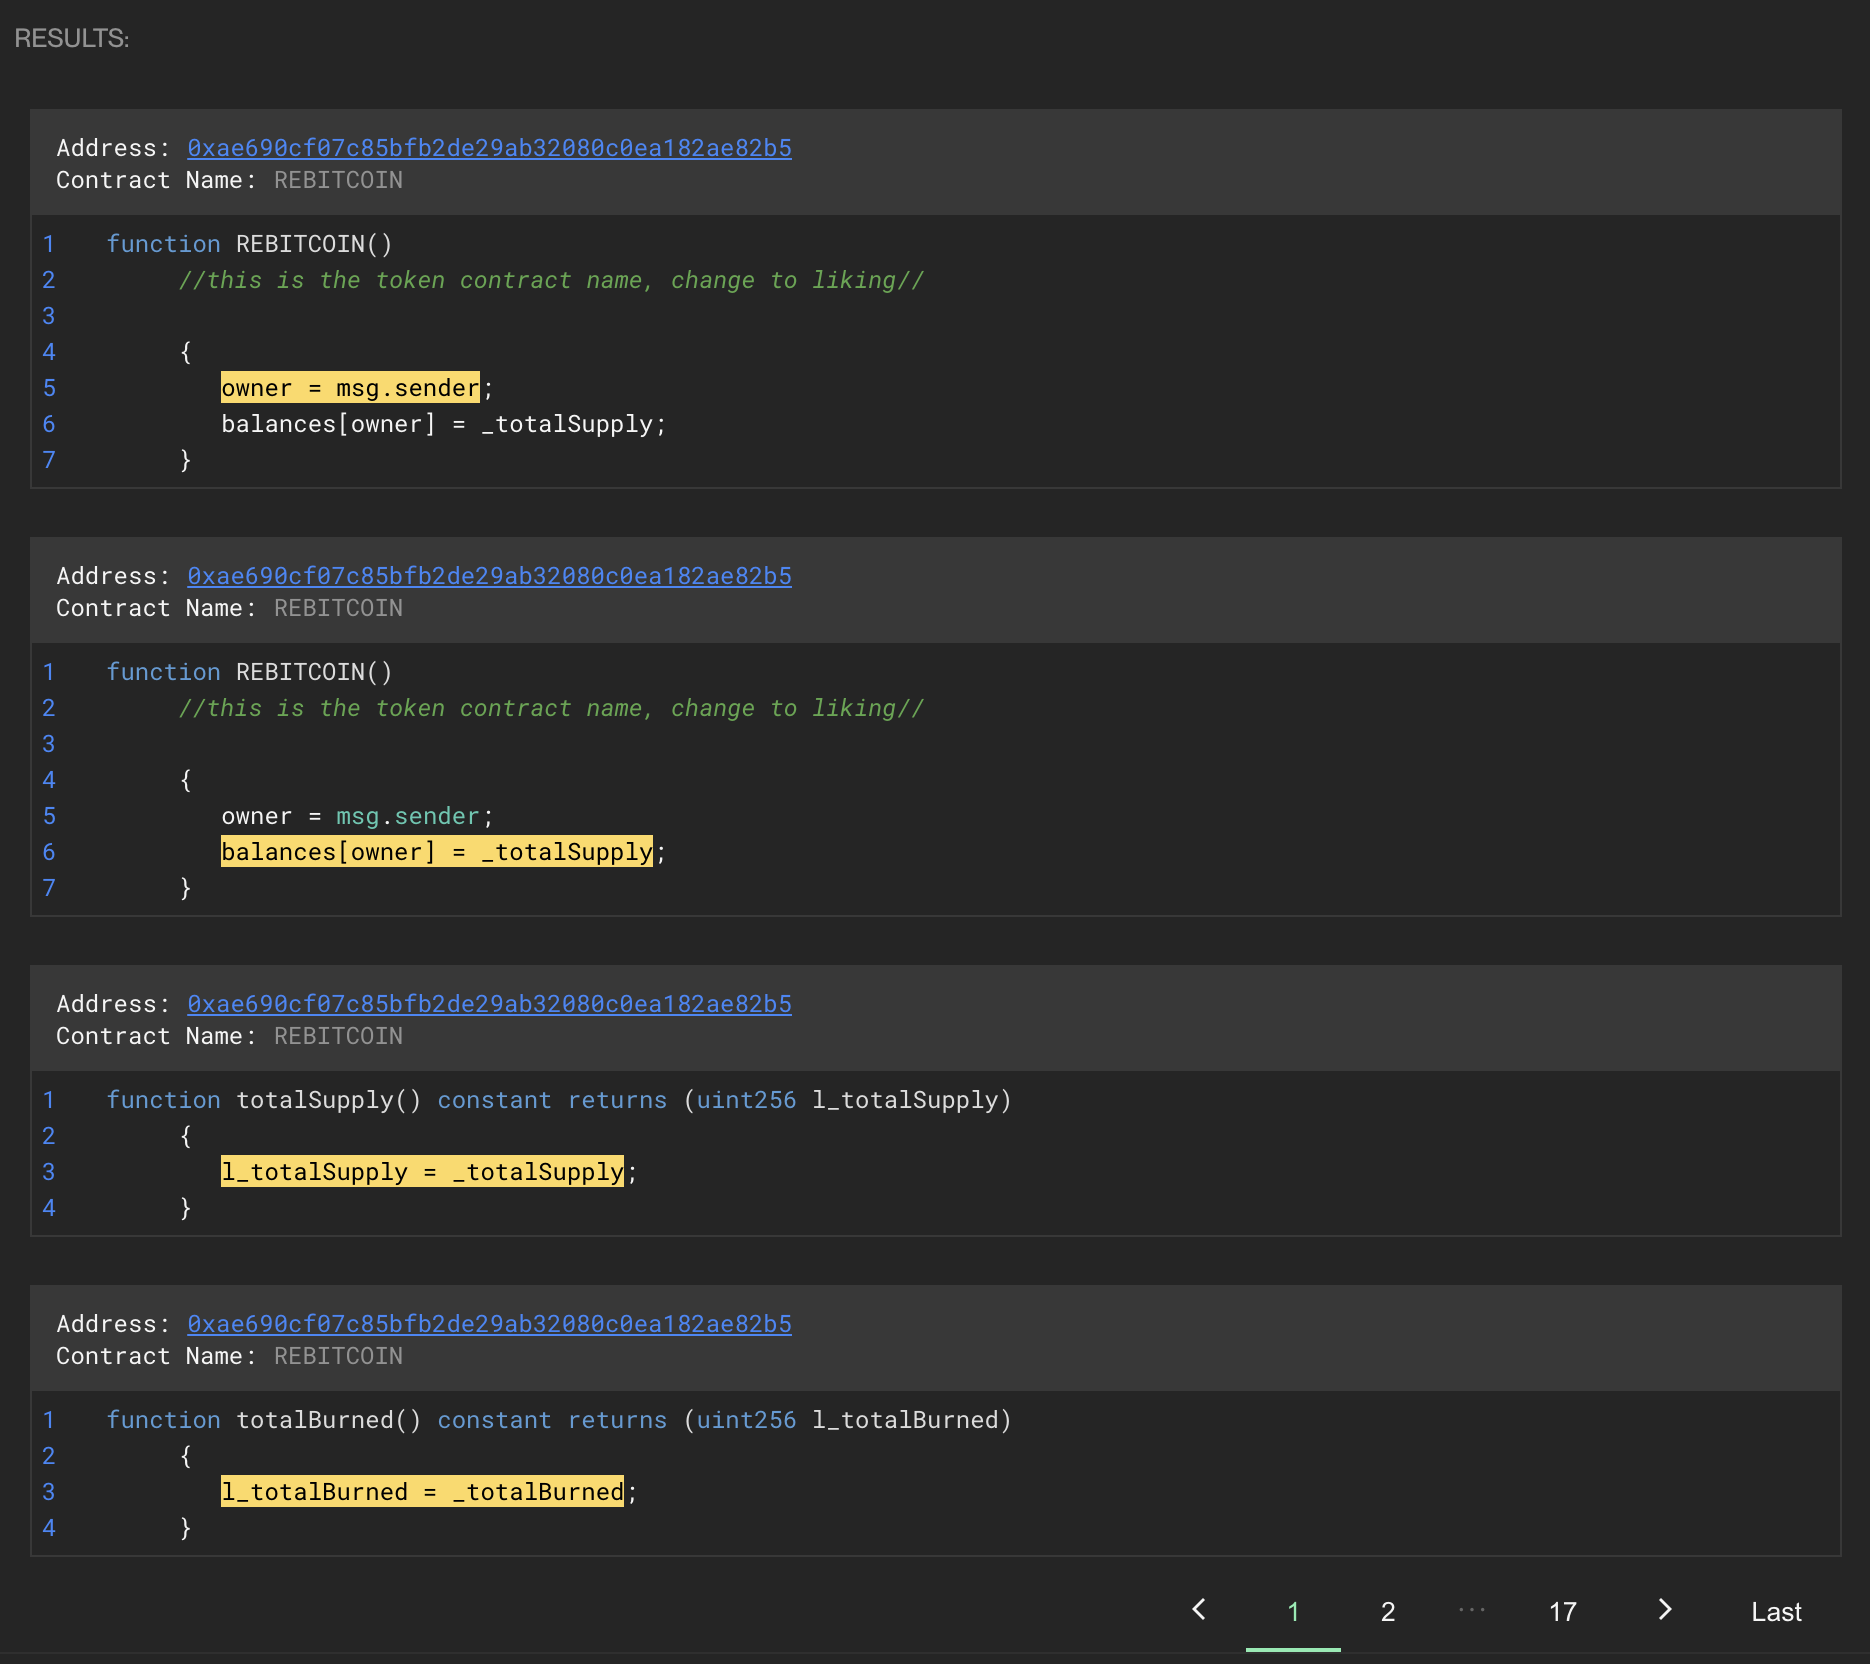 RESULTS:
Address: 0xae690cf07c85bfb2de29ab32080c0ea182ae82b5
Contract Name: REBITCOIN
1 function REBITCOIN()
2 //this is the token contract name, change to liking//
3
4 {
5 owner = msg.sender;
6 balances[owner] = _totalSupply;
7 }
Address: 0xae690cf07c85bfb2de29ab32080c0ea182ae82b5
Contract Name: REBITCOIN
1 function REBITCOIN()
2 //this is the token contract name, change to liking//
3
4 {
5 owner = msg.sender;
6 balances[owner] = _totalSupply;
7 }
Address: 0xae690cf07c85bfb2de29ab32080c0ea182ae82b5
Contract Name: REBITCOIN
1 function totalSupply() constant returns (uint256 l_totalSupply)
2 {
3 l_totalSupply = _totalSupply;
4 }
Address: 0xae690cf07c85bfb2de29ab32080c0ea182ae82b5
Contract Name: REBITCOIN
1 function totalBurned() constant returns (uint256 l_totalBurned)
2 {
3 l_totalBurned = _totalBurned;
4 }
1 2 ··· 17 Last